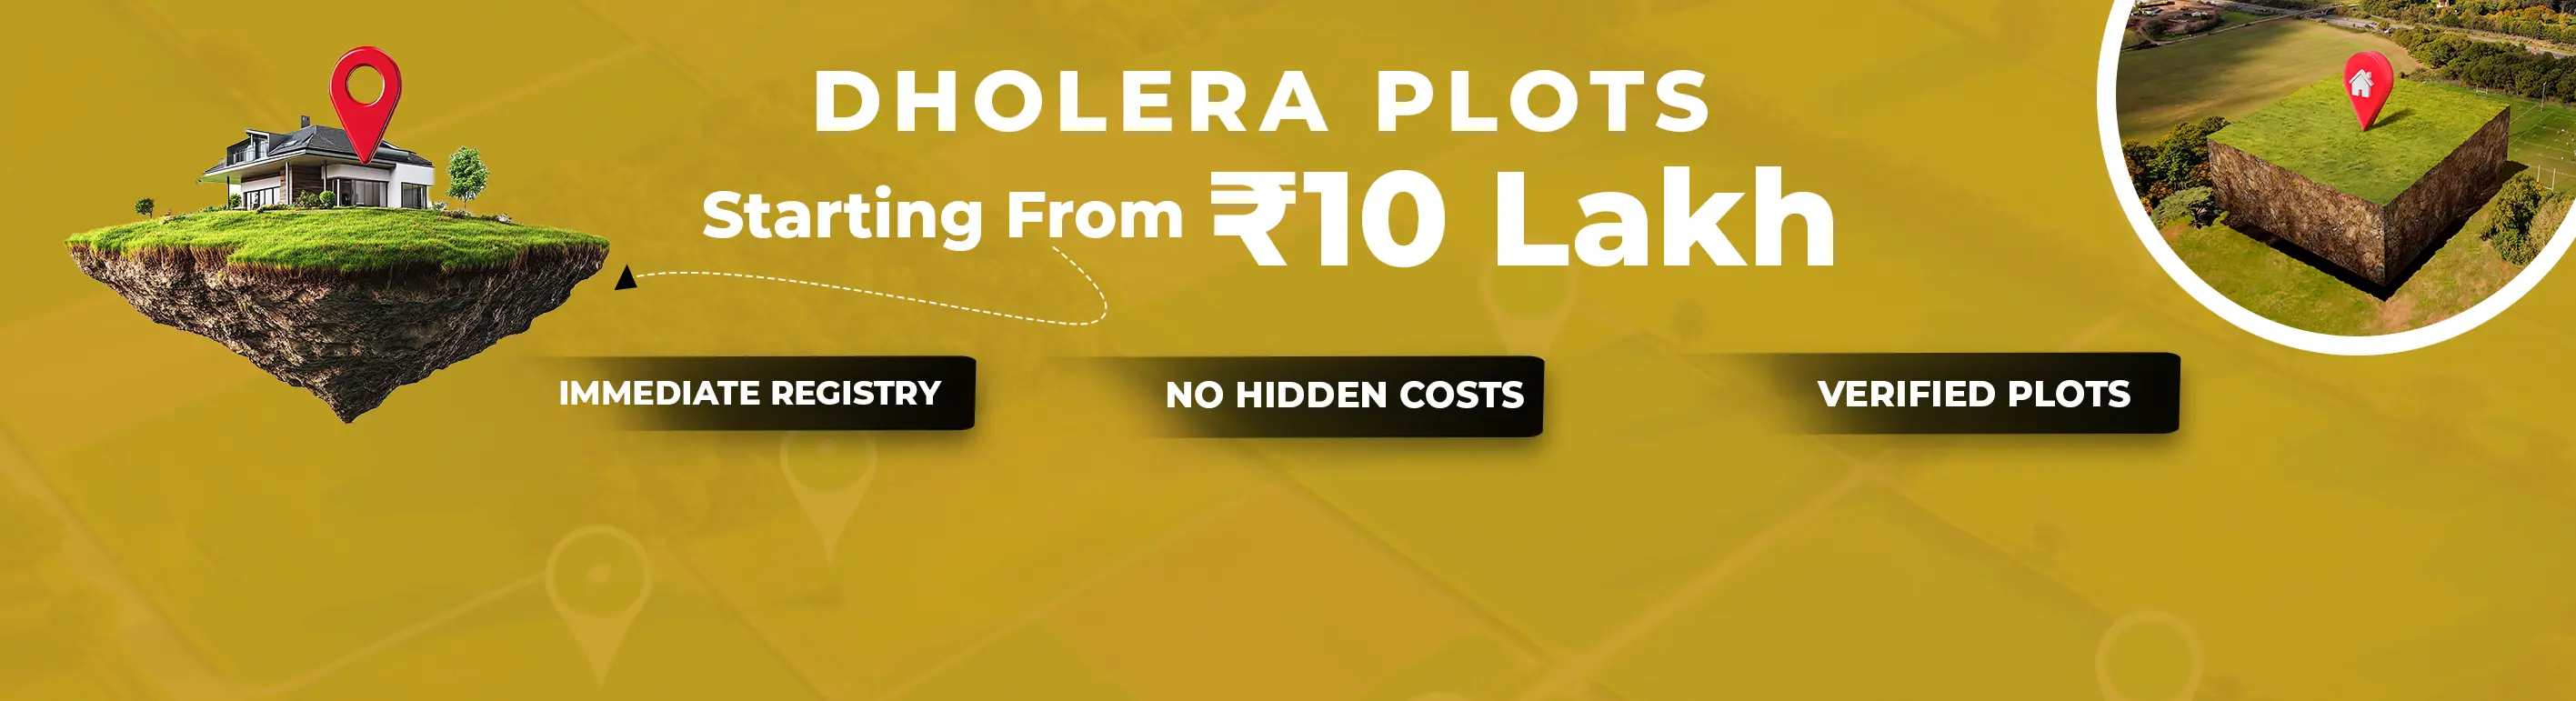 DHOLERA PLOTS
Starting From ₹10 Lakh
IMMEDIATE REGISTRY
NO HIDDEN COSTS
VERIFIED PLOTS